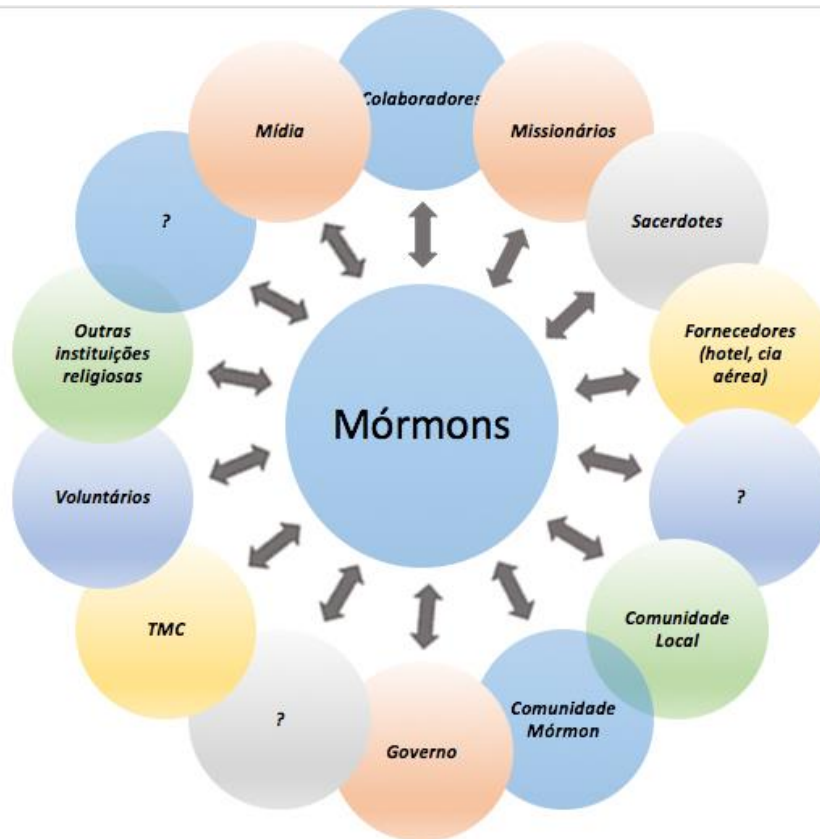 Colaboradores
Missionários
Sacerdotes
Fornecedores
(hotel, cia
aérea)
?
Comunidade
Local
Comunidade
Mórmon
Governo
?
TMC
Voluntários
Outras
instituições
religiosas
?
Mídia
Mórmons